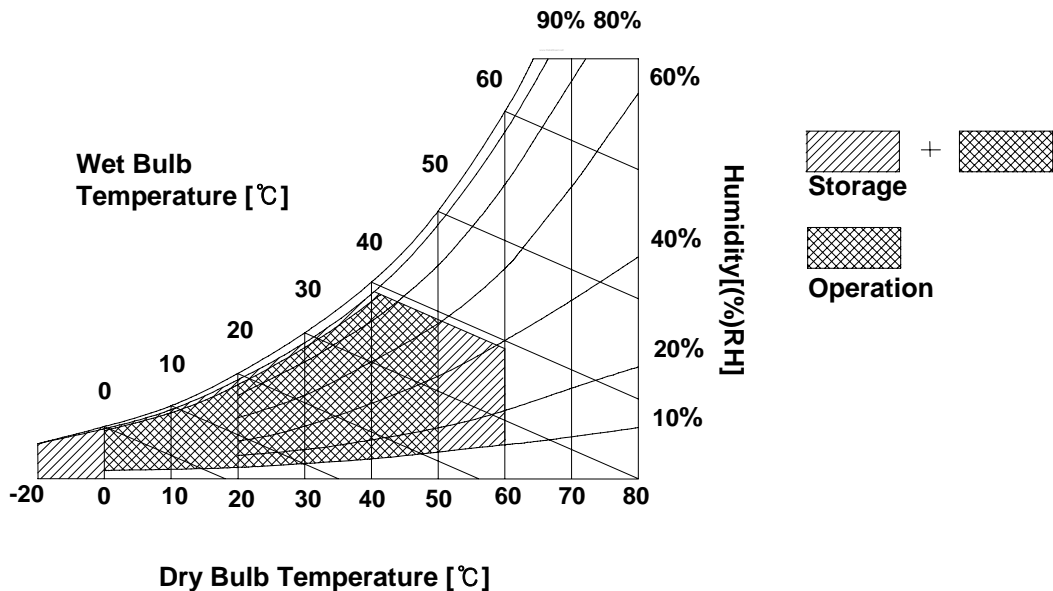 90% 80%
60
60%
50
Wet Bulb
Temperature [℃]
Humidity[(%)RH]
+
Storage
40
40%
Operation
30
20
20%
10
0
10%
-20 0 10 20 30 40 50 60 70 80
Dry Bulb Temperature [℃]